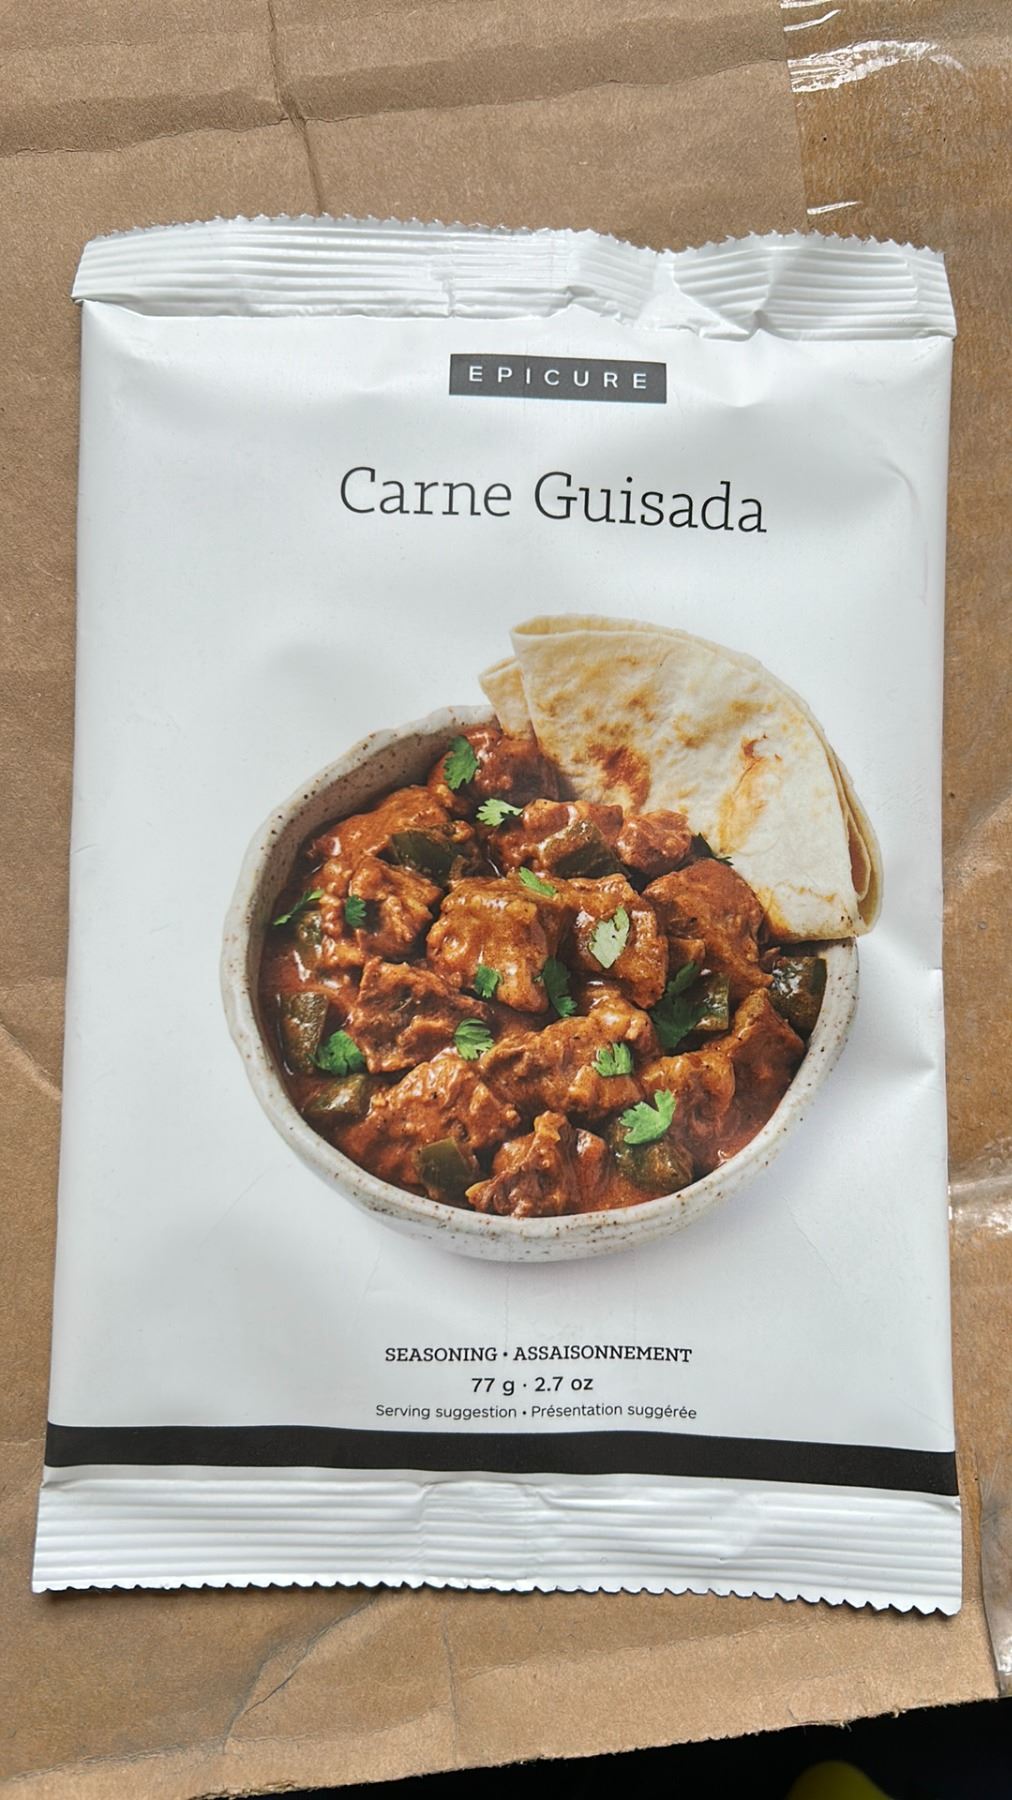 EPICURE
Carne Guisada
SEASONING • ASSAISONNEMENT
77 g · 2.7 oz
Serving suggestion • Présentation suggérée